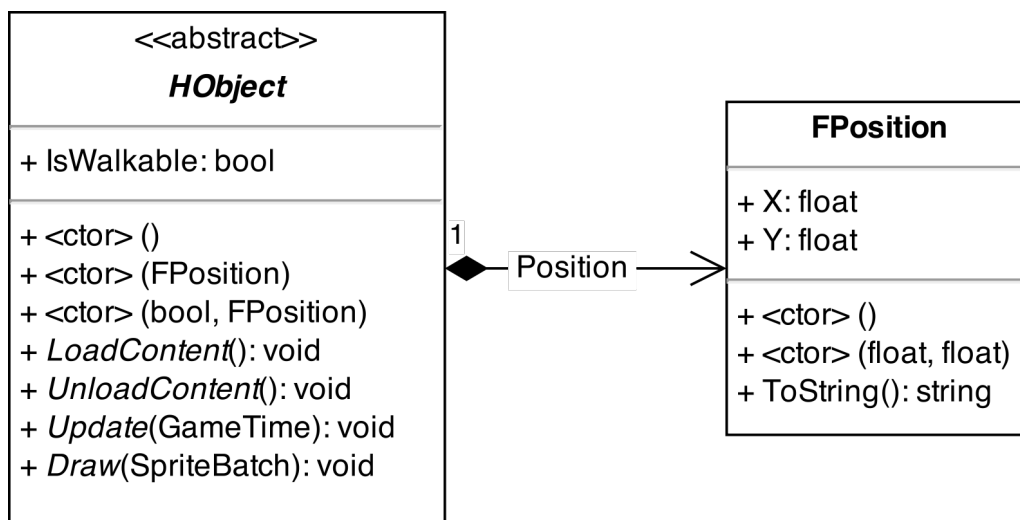 <<abstract>>
HObject
+ IsWalkable: bool
+ <ctor> ()
+ <ctor> (FPosition)
+ <ctor> (bool, FPosition)
+ LoadContent(): void
+ UnloadContent(): void
+ Update(GameTime): void
+ Draw(SpriteBatch): void
1
Position
FPosition
+ X: float
+ Y: float
+ <ctor> ()
+ <ctor> (float, float)
+ ToString(): string